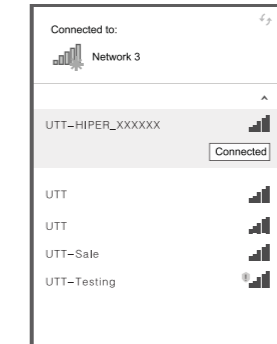 Connected to:
Network 3
UTT-HIPER_XXXXXX
Connected
UTT
UTT
UTT-Sale
UTT-Testing